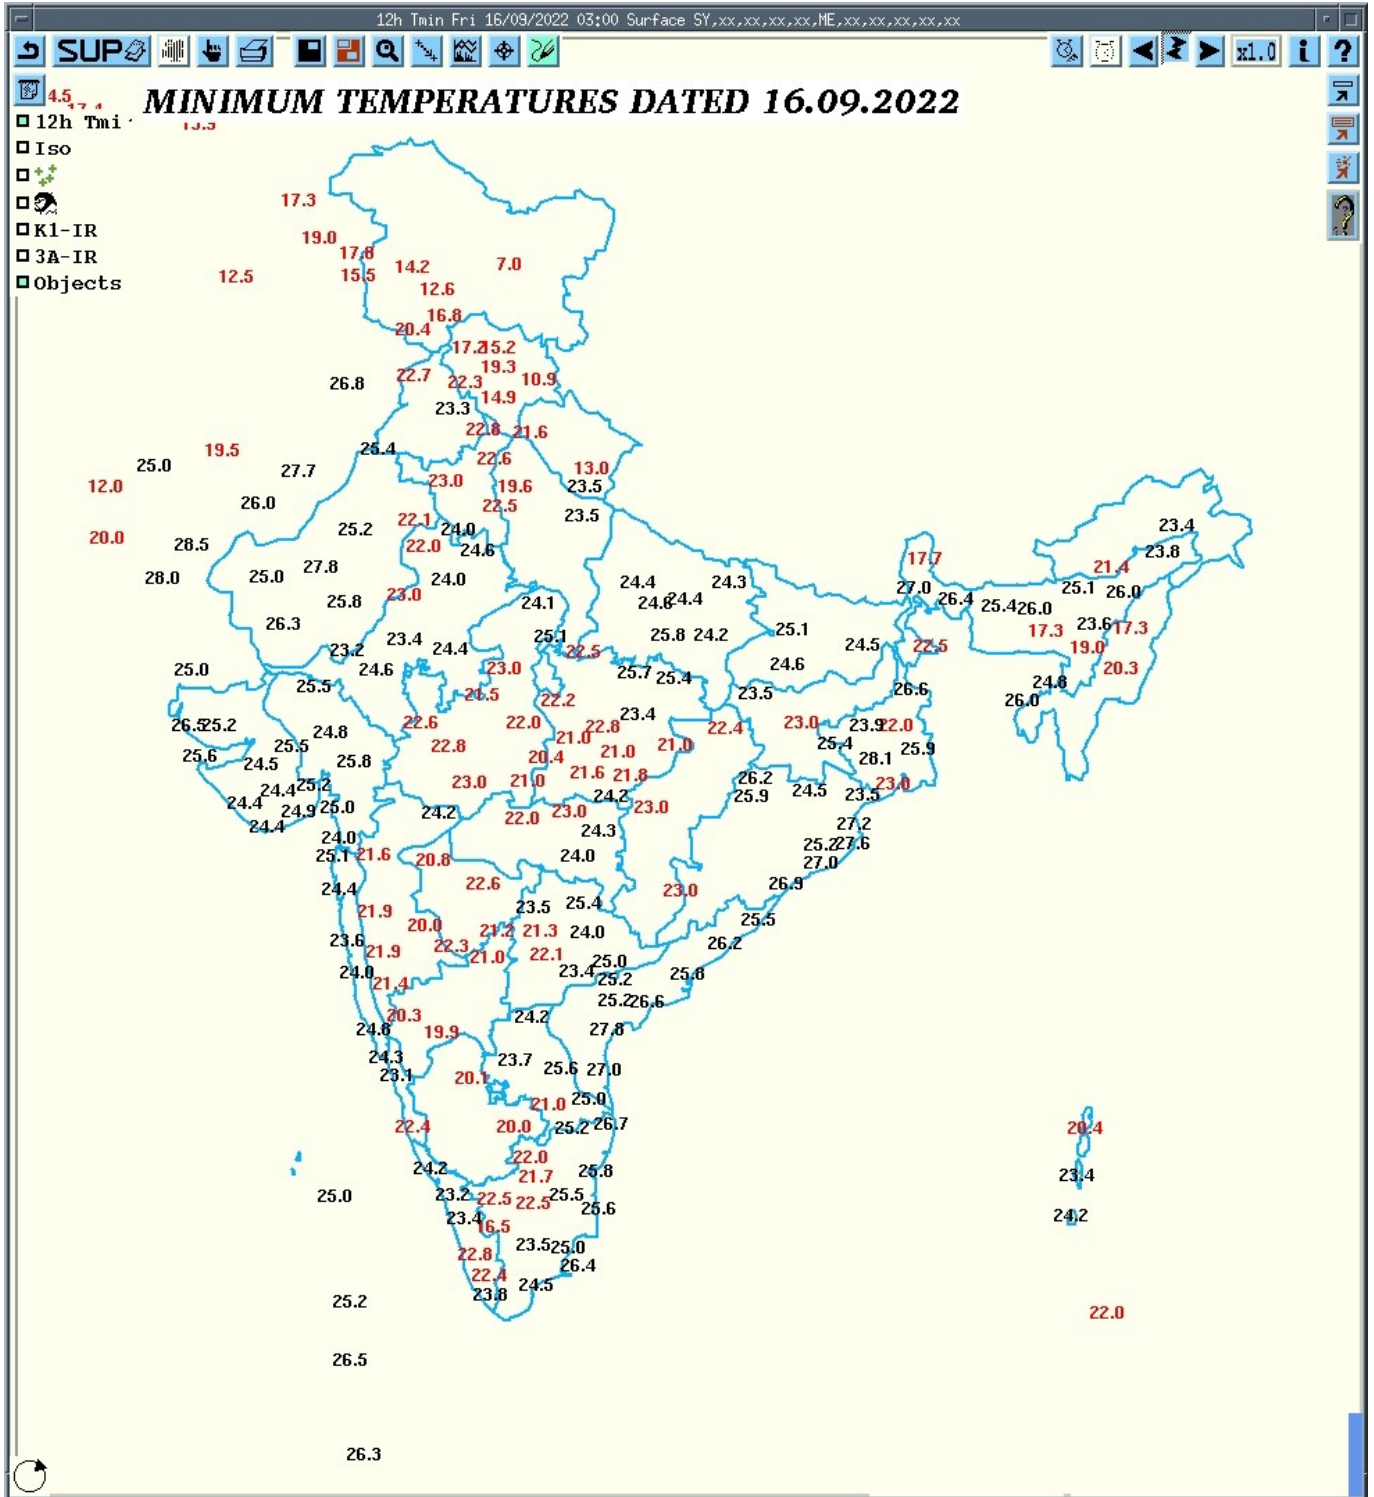 12h Tmin Fri 16/09/2022 03:00 Surface SY,xx,xx,xx,xx,ME,xx,xx,xx,xx,xx
SUP x1.0 i ?
4.5
MINIMUM TEMPERATURES DATED 16.09.2022
12h Tmi
Iso
K1-IR
3A-IR
Objects
17.3
19.0
17.8
14.2 7.0
12.5 15.5
12.6
16.8
20.4
17.2 15.2
19.3
22.7 22.3 10.9
26.8
14.9
23.3
22.8 21.6
19.5 25.4
25.0 27.7 22.6 13.0
12.0 23.0 19.6 23.5
26.0 22.5
22.1 23.5
25.2 24.0 23.4
20.0 28.5 22.0 24.6 23.8
17.7
28.0 25.0 27.8 24.0 21.4
24.4 24.3 27.0 25.1 26.0
25.8 23.0 24.1 24.6 24.4 26.4 25.4 26.0
26.3 25.8 24.2 25.1 17.3 23.6 17.3
23.4 25.1
23.2 24.4 22.5 24.5 22.5 19.0
25.0 24.6 23.0 25.7 25.4 24.6 20.3
25.5 21.5 22.2 23.5 26.6 24.8
26.0
26.5 25.2 22.6 22.0 23.4 22.8 22.4 23.0 23.9 22.0
24.8 22.8 21.0 21.0 21.0 25.4 25.9
25.6 25.5 20.4 28.1
24.5 25.8 21.6 21.8
24.4 25.2 23.0 21.0 26.2 24.5 23.0
24.2 25.9 23.5
24.4 24.9 25.0 24.2 22.0 23.0 23.0
24.4 24.3 27.2
24.0 25.2 27.6
25.1 21.6 20.8 24.0 27.0
24.4 22.6 23.0 26.9
21.9 23.5 25.4
20.0 25.5
23.6 21.2 21.3 24.0
21.9 22.3 21.0 22.1 26.2
24.0 23.4 25.0 25.8
21.4 25.2
25.2 26.6
20.3 24.2
24.8 19.9 27.8
24.3 23.7
23.1 20.1 25.6 27.0
21.0 25.0
22.4 20.0 25.2 26.7 20.4
22.0
24.2 21.7 25.8 23.4
25.0 23.2 22.5 22.5 25.5
23.4 16.5 25.6 24.2
22.8 23.5 25.0
22.4 26.4
23.8 24.5
25.2 22.0
26.5
26.3